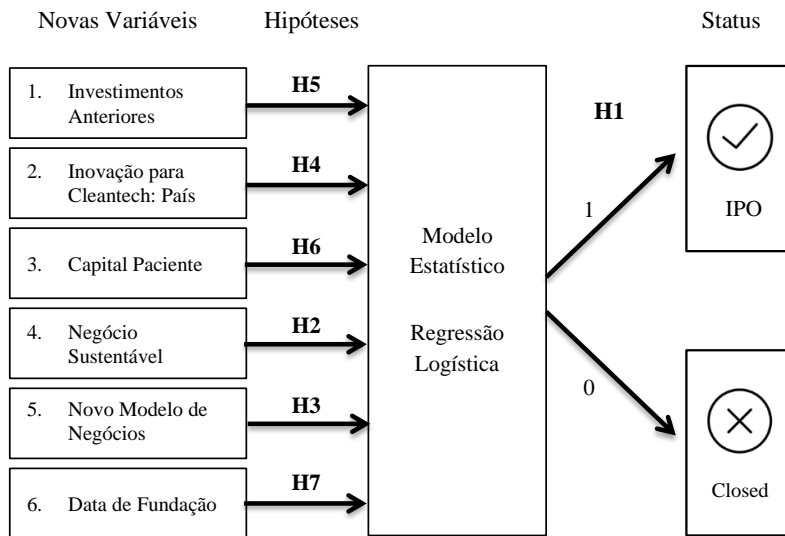 Novas Variáveis
Hipóteses
Status
1. Investimentos
Anteriores
H5
2. Inovação para
Cleantech: País
H4
3. Capital Paciente
H6
4. Negócio
Sustentável
H2
5. Novo Modelo de
Negócios
H3
6. Data de Fundação
H7
Modelo
Estatístico
Regressão
Logística
H1
1
0
IPO
Closed